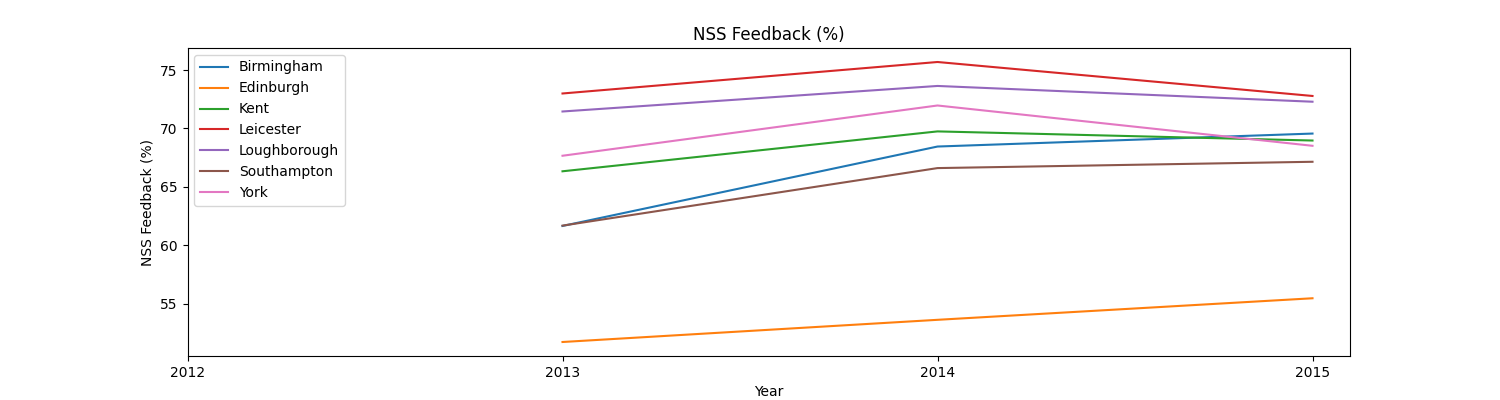 NSS Feedback (%)
Birmingham
Edinburgh
Kent
Leicester
Loughborough
Southampton
York
75
70
65
60
55
NSS Feedback (%)
2012 2013 2014 2015
Year